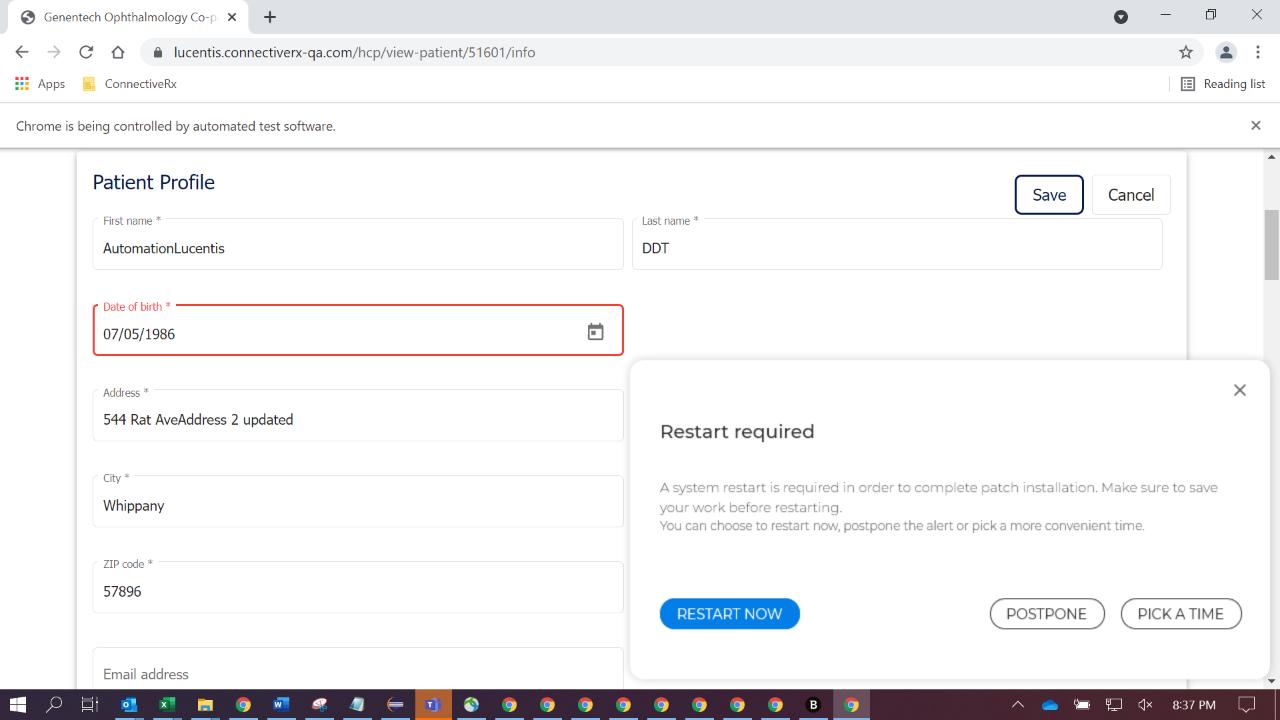 Genentech Ophthalmology Co-p
lucentis.connectiverx-qa.com/hcp/view-patient/51601/info
Apps
ConnectiveRx
Reading list
Chrome is being controlled by automated test software.
Patient Profile
Save
Cancel
First name *
AutomationLucentis
Last name *
DDT
Date of birth *
07/05/1986
Address *
544 Rat AveAddress 2 updated
City *
Whippany
ZIP code *
57896
Email address
Restart required
A system restart is required in order to complete patch installation. Make sure to save
your work before restarting.
You can choose to restart now, postpone the alert or pick a more convenient time.
RESTART NOW
POSTPONE
PICK A TIME
8:37 PM